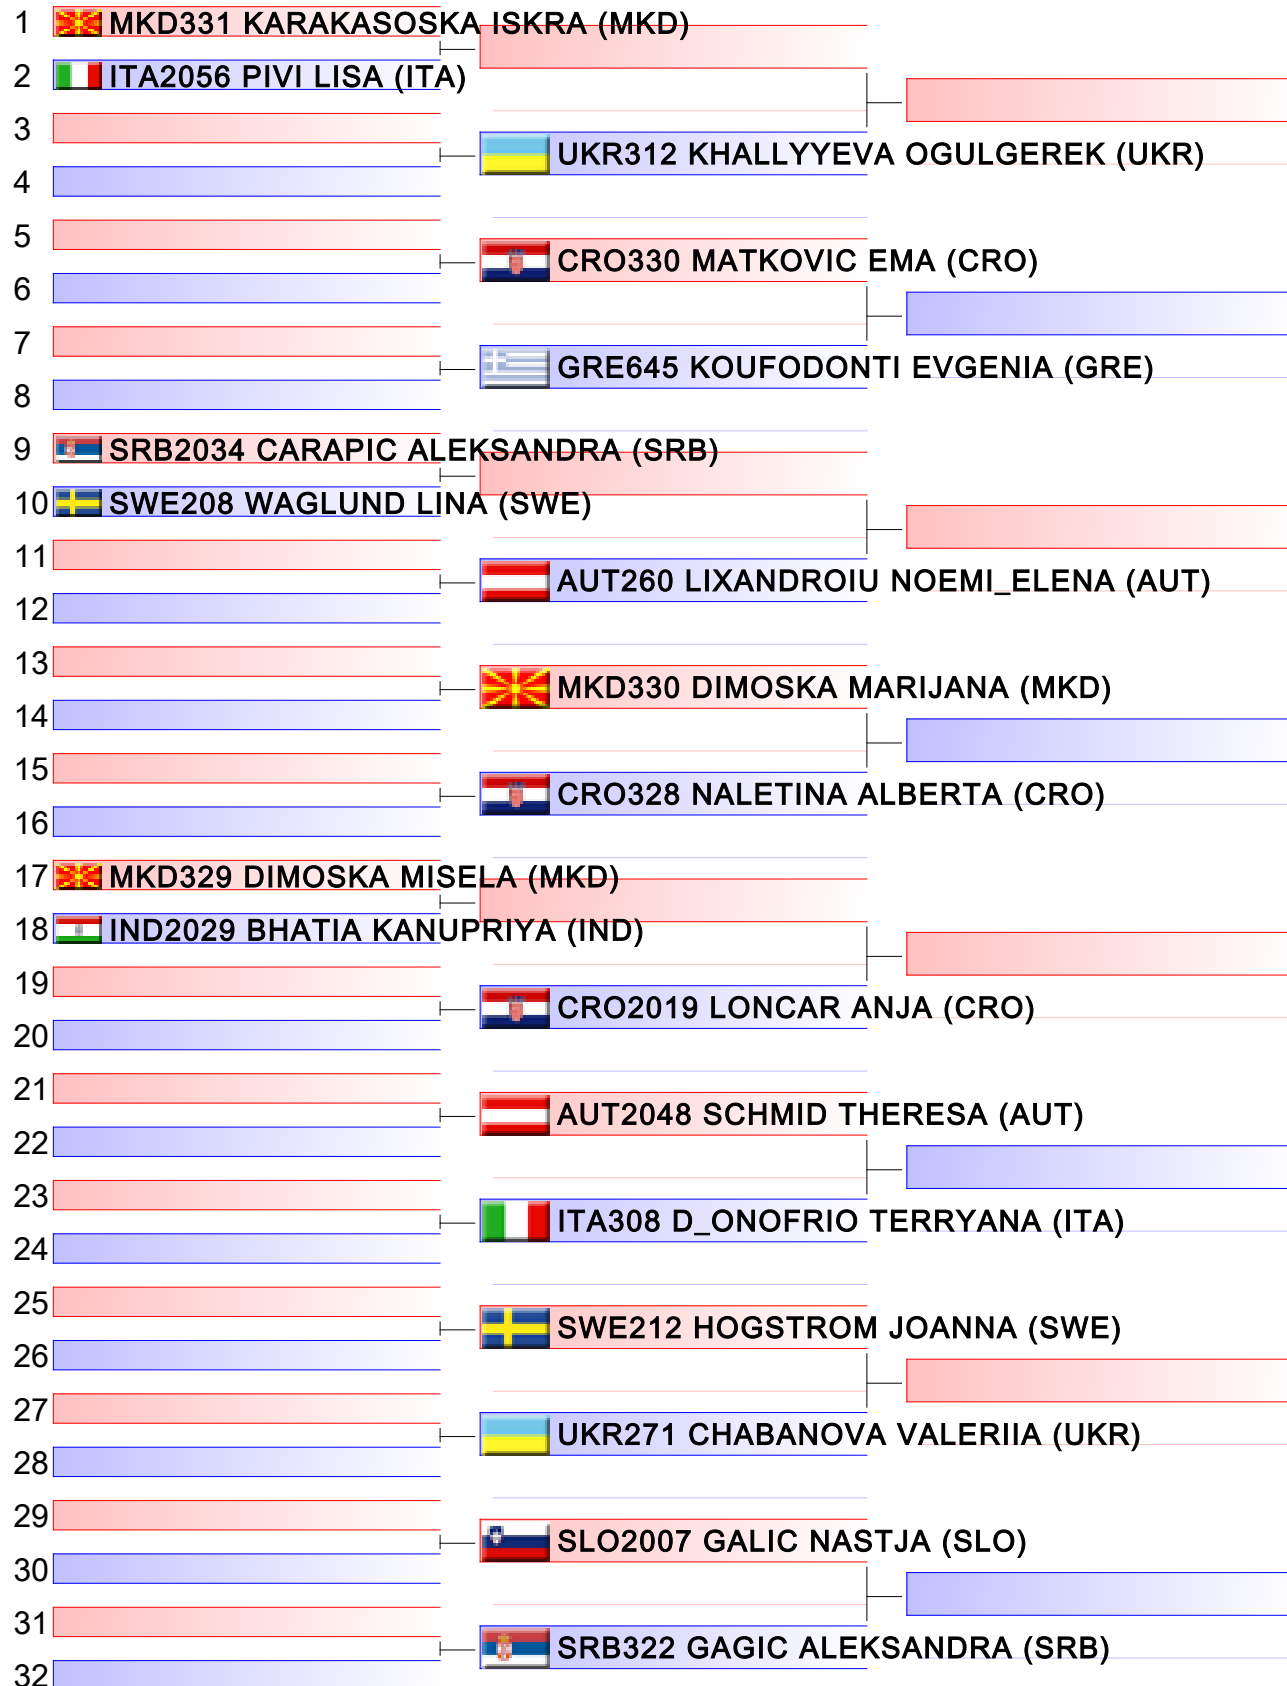 1 MKD331 KARAKASOSKA ISKRA (MKD)
2 ITA2056 PIVI LISA (ITA)
3
UKR312 KHALLYYEVA OGULGEREK (UKR)
4
5
CRO330 MATKOVIC EMA (CRO)
6
7
GRE645 KOUFODONTI EVGENIA (GRE)
8
9 SRB2034 CARAPIC ALEKSANDRA (SRB)
10 SWE208 WAGLUND LINA (SWE)
11
AUT260 LIXANDROIU NOEMI_ELENA (AUT)
12
13
MKD330 DIMOSKA MARIJANA (MKD)
14
15
CRO328 NALETINA ALBERTA (CRO)
16
17 MKD329 DIMOSKA MISELA (MKD)
18 IND2029 BHATIA KANUPRIYA (IND)
19
CRO2019 LONCAR ANJA (CRO)
20
21
AUT2048 SCHMID THERESA (AUT)
22
23
ITA308 D_ONOFRIO TERRYANA (ITA)
24
25
SWE212 HOGSTROM JOANNA (SWE)
26
27
UKR271 CHABANOVA VALERIIA (UKR)
28
29
SLO2007 GALIC NASTJA (SLO)
30
31
SRB322 GAGIC ALEKSANDRA (SRB)
32